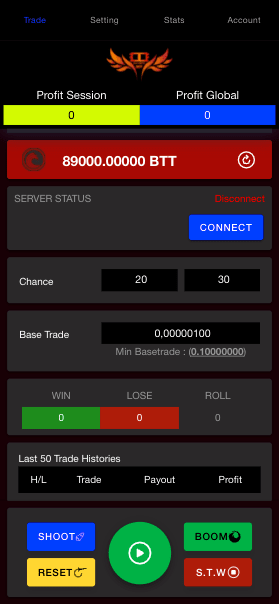 Trade Setting Stats Account
Profit Session Profit Global
0 0
89000.00000 BTT
SERVER STATUS Disconnect
CONNECT
Chance 20 30
Base Trade 0,00000100
Min Basetrade : (0.10000000)
WIN LOSE ROLL
0 0 0
Last 50 Trade Histories
H/L Trade Payout Profit
SHOOT BOOM
RESET S.T.W